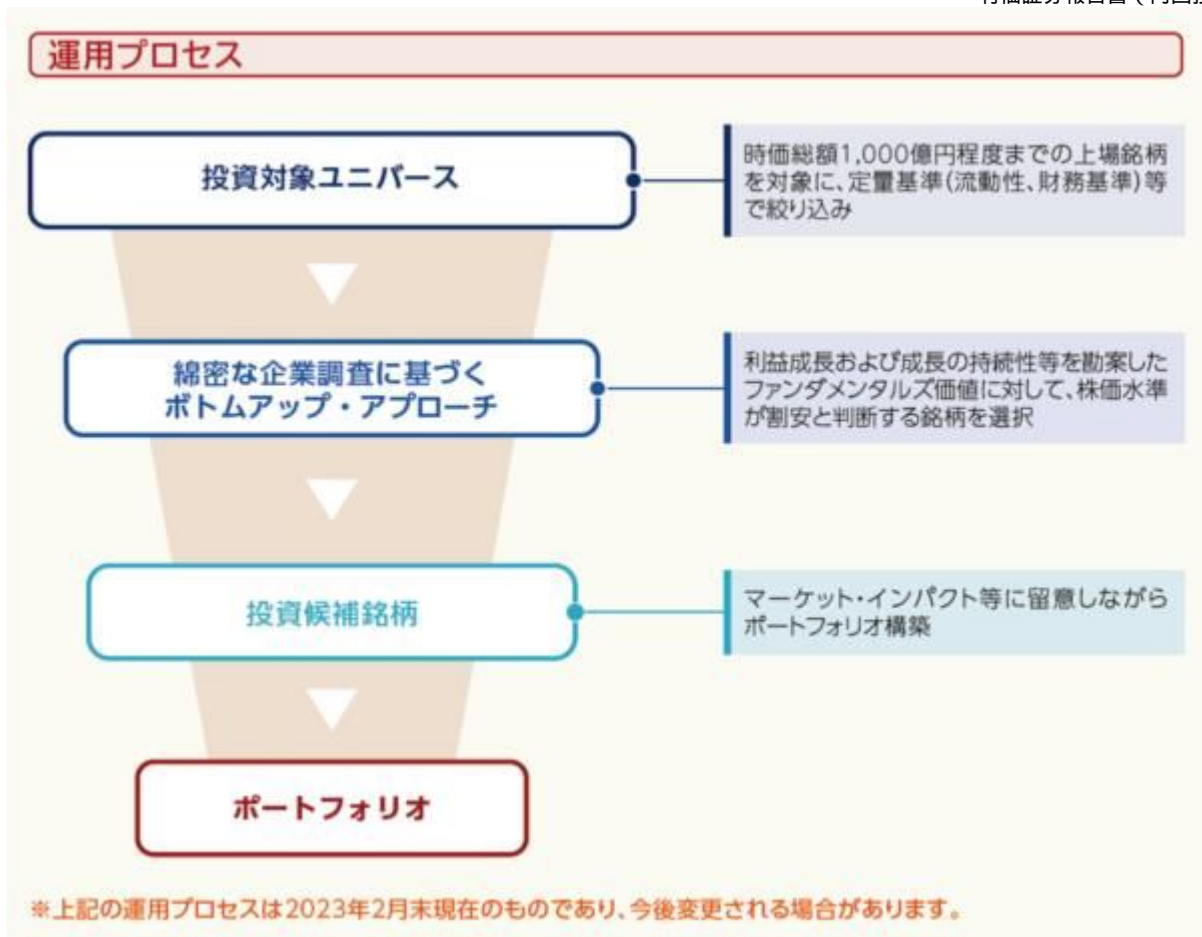 運用プロセス
投資対象ユニバース
時価総額1,000億円程度までの上場銘柄
を対象に、定量基準(流動性、財務基準)等
で絞り込み
綿密な企業調査に基づく
ボトムアップ・アプローチ
利益成長および成長の持続性等を勘案した
ファンダメンタルズ価値に対して、株価水準
が割安と判断する銘柄を選択
投資候補銘柄
マーケット・インパクト等に留意しながら
ポートフォリオ構築
ポートフォリオ
※上記の運用プロセスは2023年2月末現在のものであり、今後変更される場合があります。